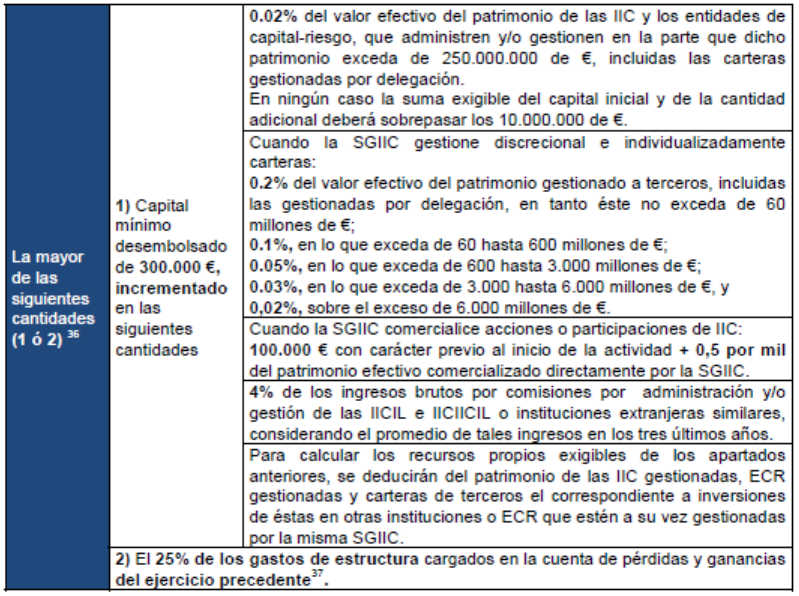 La mayor
de las
siguientes
cantidades
(1 ó 2) 36
1) Capital
mínimo
desembolsado
de 300.000 €,
incrementado
en las
siguientes
cantidades
0.02% del valor efectivo del patrimonio de las IIC y los entidades de
capital-riesgo, que administren y/o gestionen en la parte que dicho
patrimonio exceda de 250.000.000 de €, incluidas las carteras
gestionadas por delegación.
En ningún caso la suma exigible del capital inicial y de la cantidad
adicional deberá sobrepasar los 10.000.000 de €.
Cuando la SGIIC gestione discrecional e individualizadamente
carteras:
0.2% del valor efectivo del patrimonio gestionado a terceros, incluidas
las gestionadas por delegación, en tanto éste no exceda de 60
millones de €;
0.1%, en lo que exceda de 60 hasta 600 millones de €;
0.05%, en lo que exceda de 600 hasta 3.000 millones de €;
0.03%, en lo que exceda de 3.000 hasta 6.000 millones de €, y
0,02%, sobre el exceso de 6.000 millones de €.
Cuando la SGIIC comercialice acciones o participaciones de IIC:
100.000 € con carácter previo al inicio de la actividad + 0,5 por mil
del patrimonio efectivo comercializado directamente por la SGIIC.
4% de los ingresos brutos por comisiones por administración y/o
gestión de las IICIL e IICIICIL o instituciones extranjeras similares,
considerando el promedio de tales ingresos en los tres últimos años.
Para calcular los recursos propios exigibles de los apartados
anteriores, se deducirán del patrimonio de las IIC gestionadas, ECR
gestionadas y carteras de terceros el correspondiente a inversiones
de éstas en otras instituciones o ECR que estén a su vez gestionadas
por la misma SGIIC.
2) El 25% de los gastos de estructura cargados en la cuenta de pérdidas y ganancias
del ejercicio precedente37.